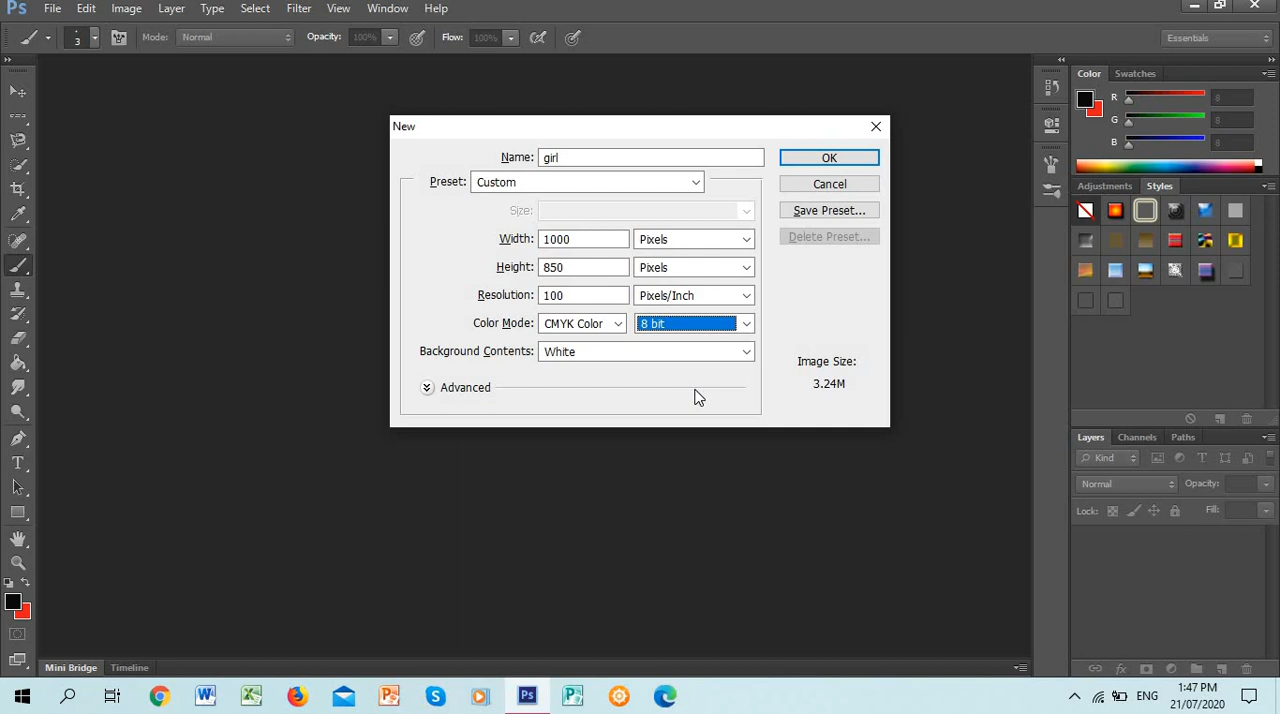 Ps File Edit Image Layer Type Select Filter View Window Help
3 Mode: Normal Opacity: 100% Flow: 100% Essentials
Color Swatches
R 8
G 8
B 8
Adjustments Styles
New
Name: girl OK
Preset: Custom Cancel
Size: Save Preset...
Width: 1000 Pixels Delete Preset...
Height: 850 Pixels
Resolution: 100 Pixels/Inch
Color Mode: CMYK Color 8 bit
Background Contents: White Image Size:
3.24M
Advanced
Layers Channels Paths
Kind
Normal Opacity:
Lock: Fill:
T
Mini Bridge Timeline
ENG 1:47 PM
21/07/2020